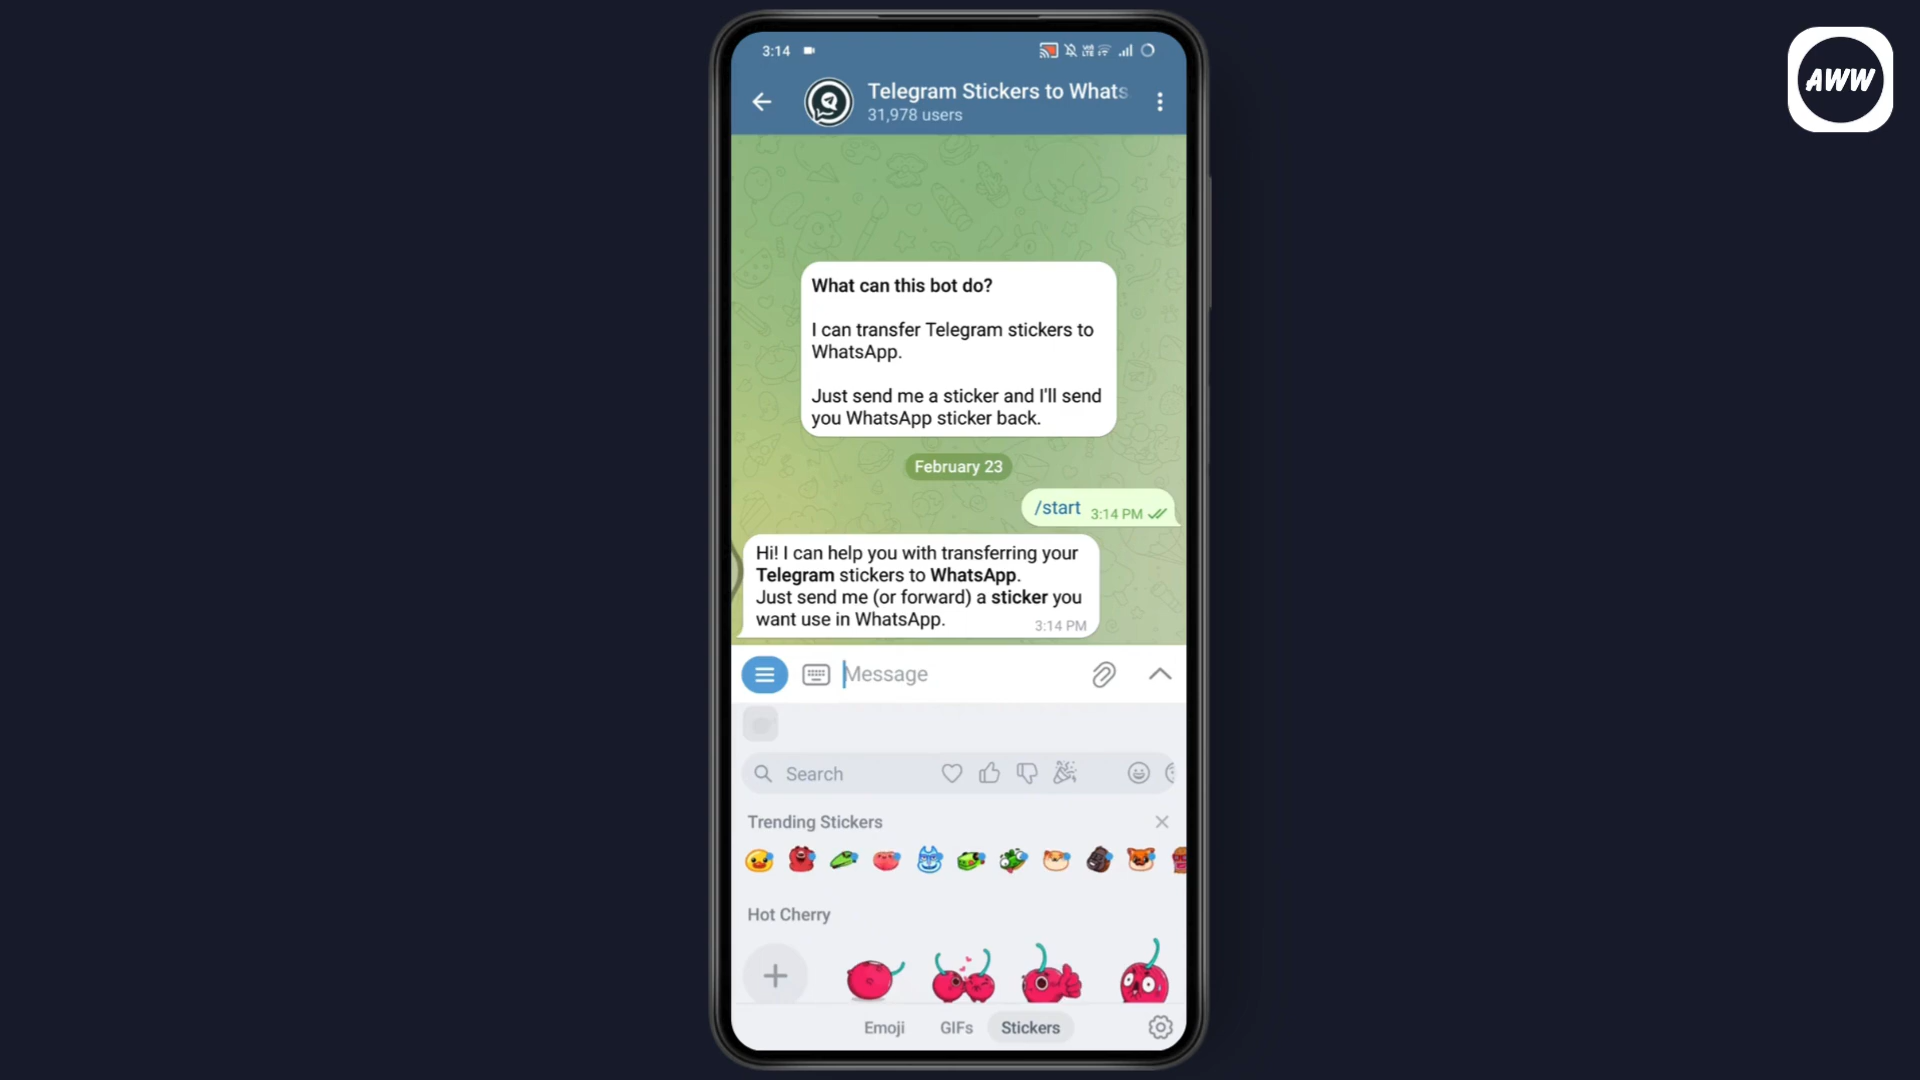 AWW
3:14
Telegram Stickers to Whats
31,978 users
What can this bot do?
I can transfer Telegram stickers to
WhatsApp.
Just send me a sticker and I'll send
you WhatsApp sticker back.
February 23
/start 3:14 PM
Hi! I can help you with transferring your
Telegram stickers to WhatsApp.
Just send me (or forward) a sticker you
want use in WhatsApp.
3:14 PM
Message
Search
Trending Stickers
Hot Cherry
Emoji GIFs Stickers